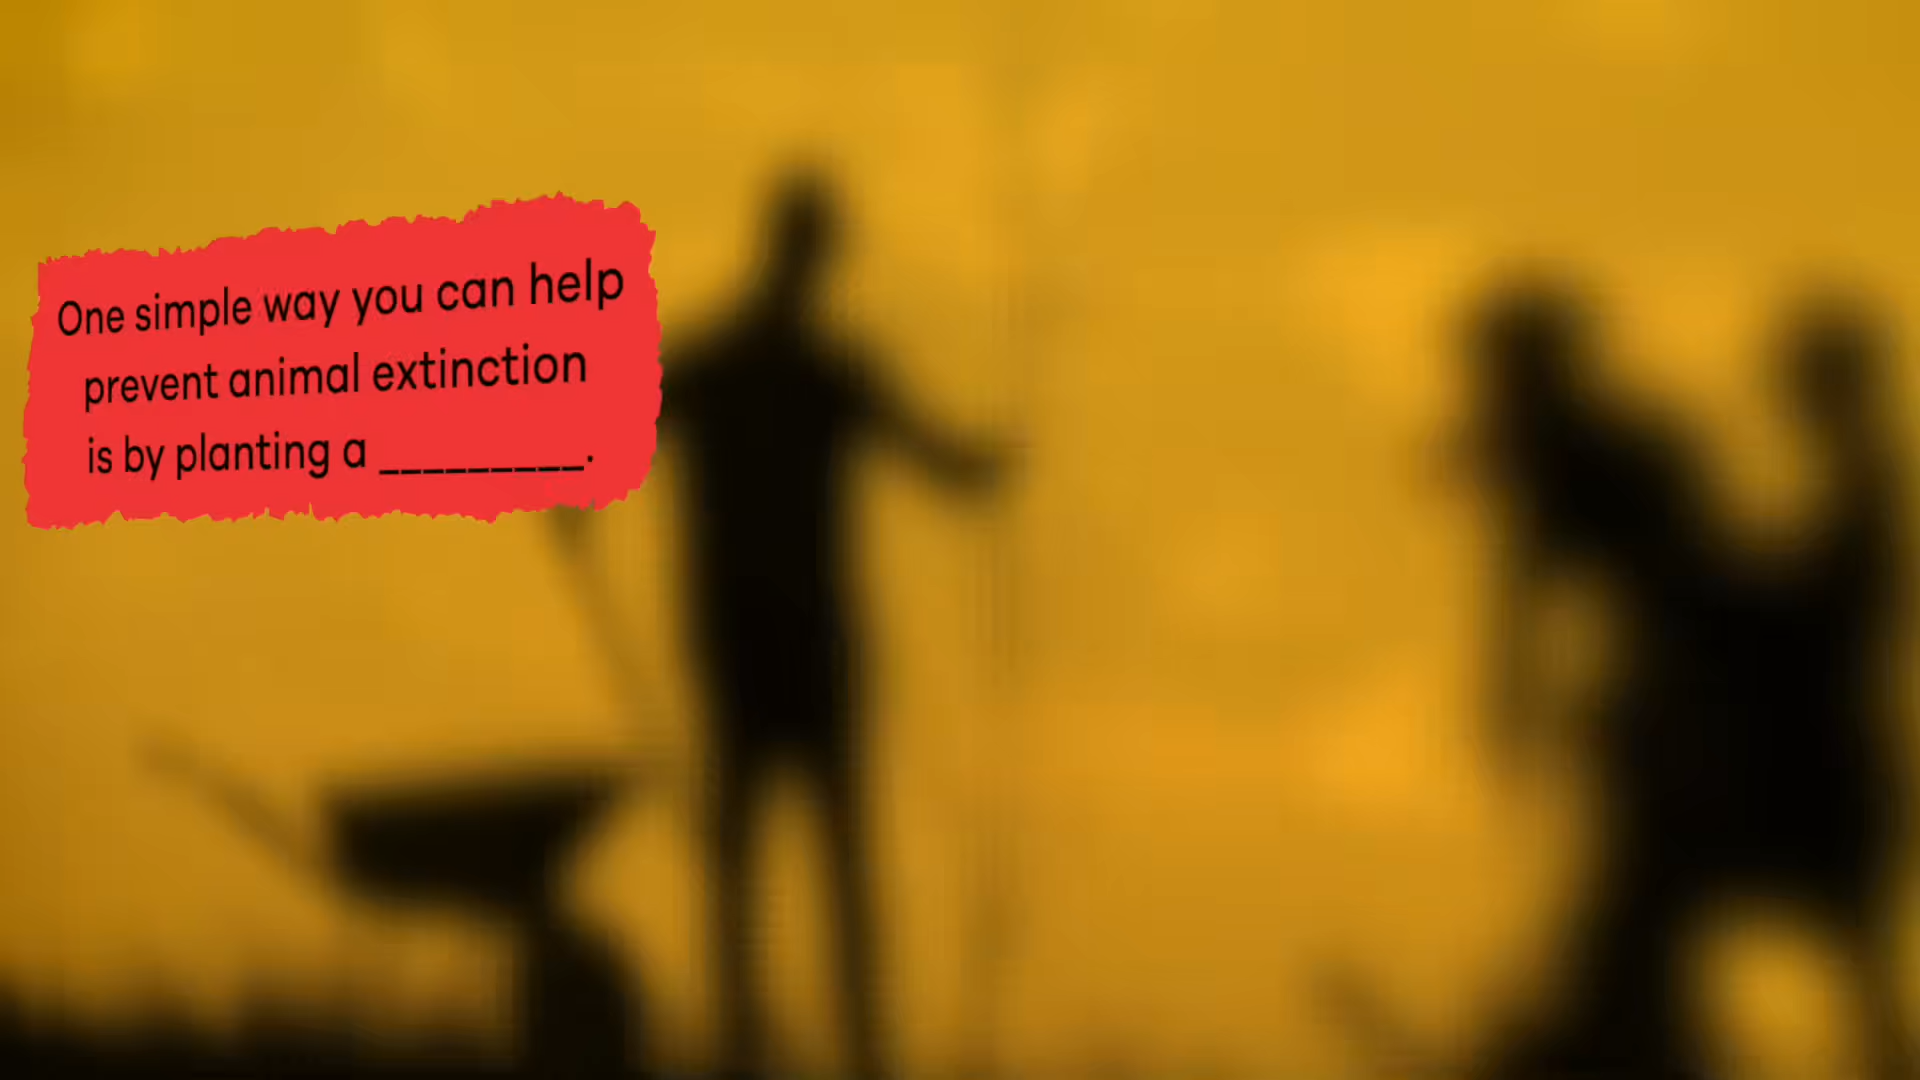 One simple way you can help
prevent animal extinction
is by planting a _________.